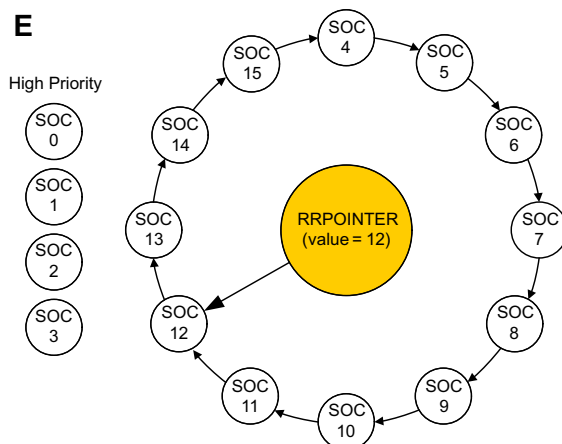 E
High Priority
SOC
0
SOC
1
SOC
2
SOC
3
SOC
4
SOC
5
SOC
6
SOC
7
SOC
8
SOC
9
SOC
10
SOC
11
SOC
12
SOC
13
SOC
14
SOC
15
RRPOINTER
(value = 12)